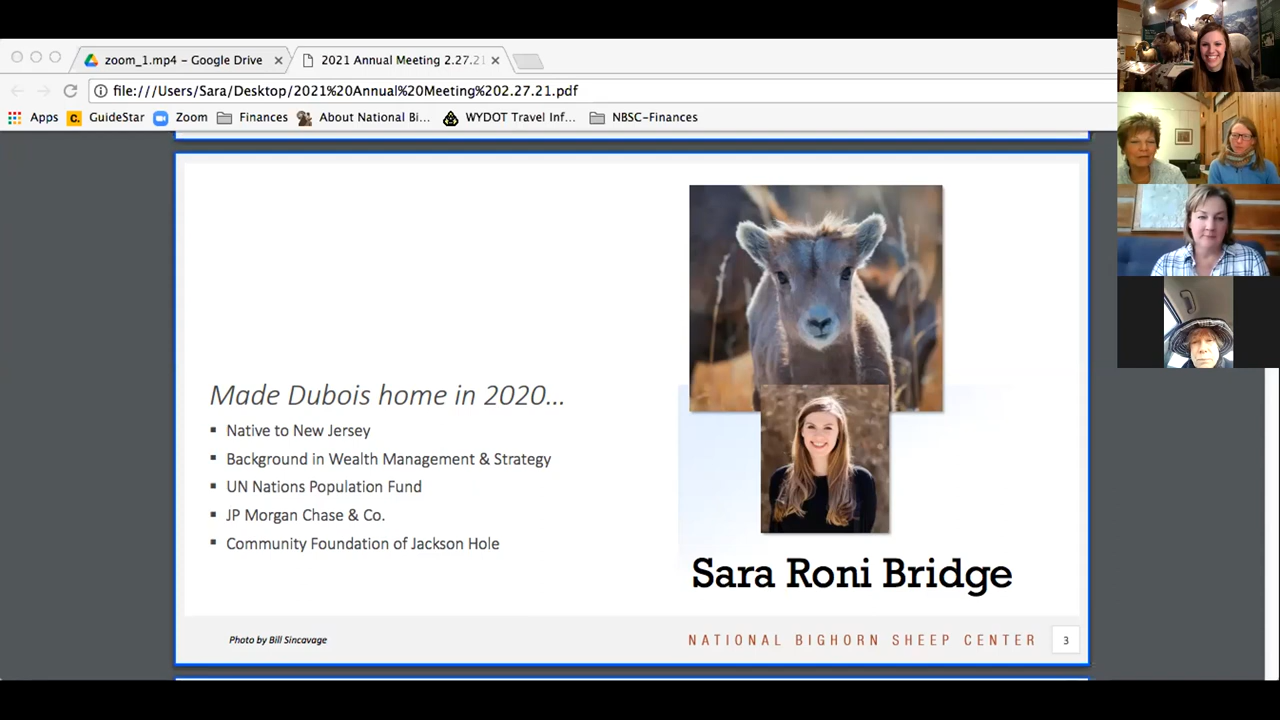 zoom_1.mp4 – Google Drive
2021 Annual Meeting 2.27.21
file:///Users/Sara/Desktop/2021%20Annual%20Meeting%202.27.21.pdf
Apps GuideStar Zoom Finances About National Bi... WYDOT Travel Inf... NBSC-Finances
Made Dubois home in 2020...
▪ Native to New Jersey
▪ Background in Wealth Management & Strategy
▪ UN Nations Population Fund
▪ JP Morgan Chase & Co.
▪ Community Foundation of Jackson Hole
Sara Roni Bridge
Photo by Bill Sincavage
NATIONAL BIGHORN SHEEP CENTER
3